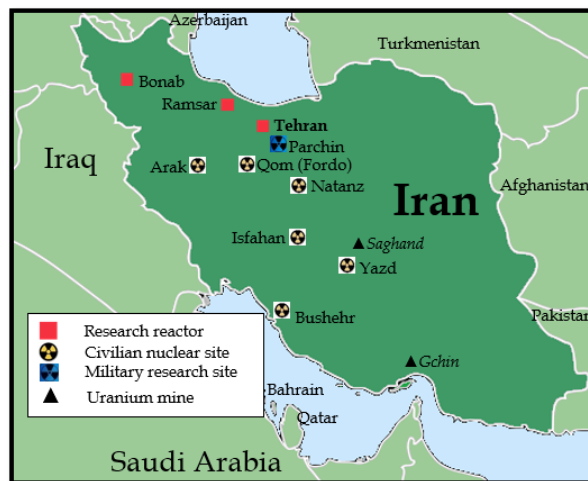 Azerbaijan
Turkmenistan
Bonab
Ramsar
Tehran
Parchin
Iraq
Arak
Qom (Fordo)
Natanz
Afghanistan
Iran
Isfahan
Saghand
Yazd
Bushehr
Pakistan
Research reactor
Civilian nuclear site
Military research site
Uranium mine
Gchin
Bahrain
Qatar
Saudi Arabia